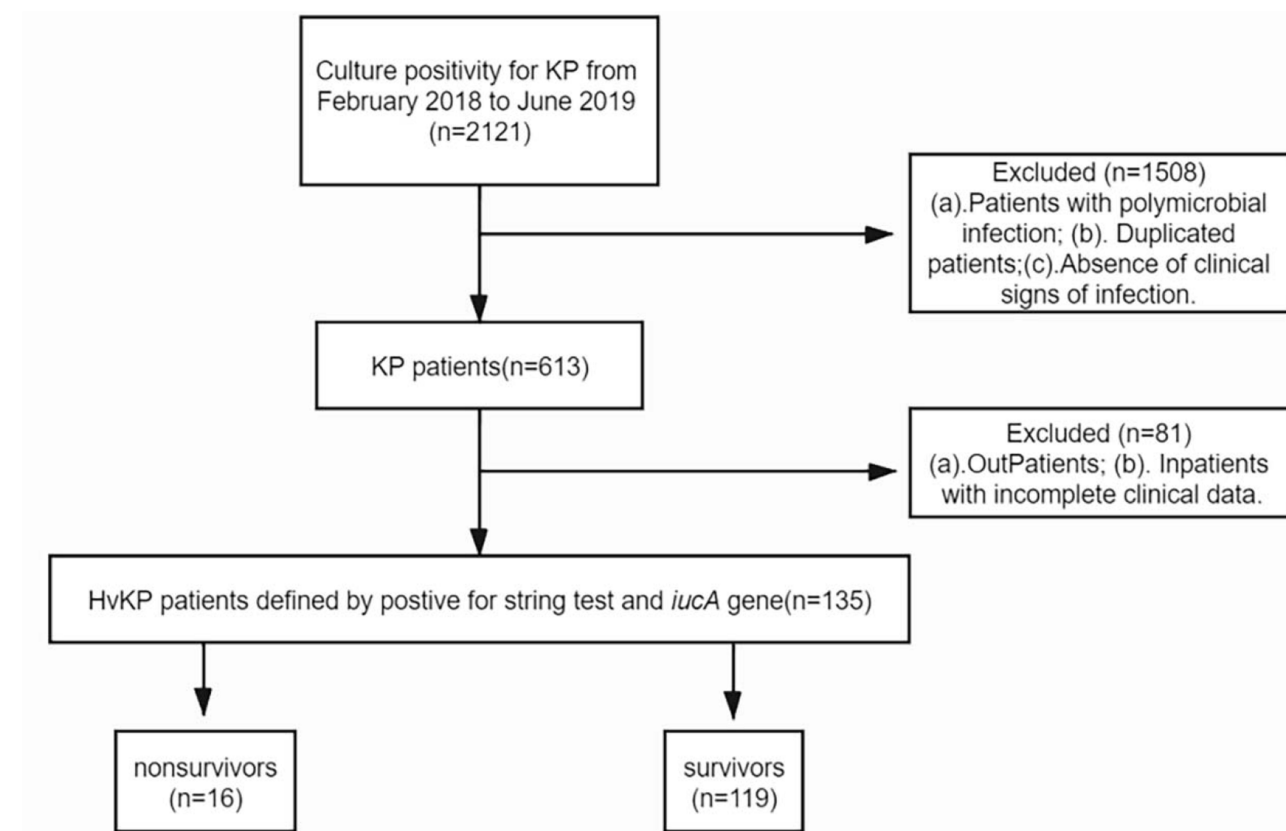 Culture positivity for KP from
February 2018 to June 2019
(n=2121)
Excluded (n=1508)
(a).Patients with polymicrobial
infection; (b). Duplicated
patients;(c).Absence of clinical
signs of infection.
KP patients(n=613)
Excluded (n=81)
(a).OutPatients; (b). Inpatients
with incomplete clinical data.
HvKP patients defined by postive for string test and iucA gene(n=135)
nonsurvivors
(n=16)
survivors
(n=119)